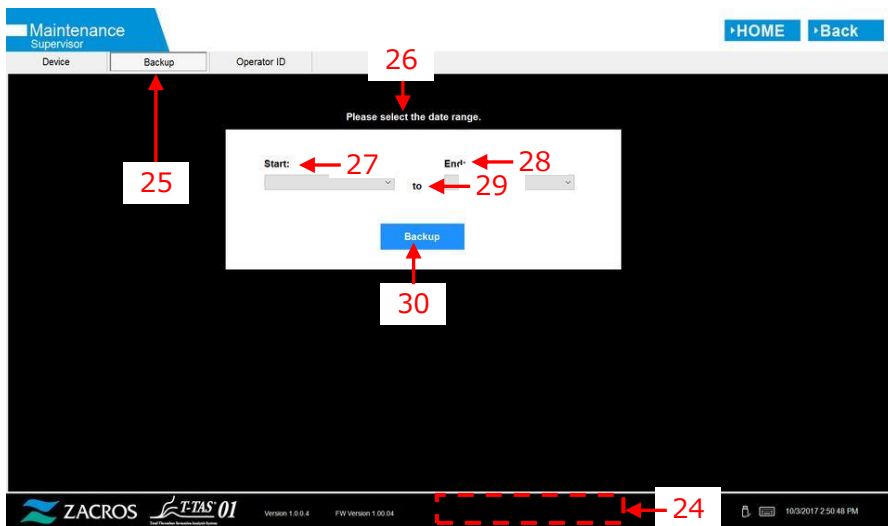 Maintenance
Supervisor
▸HOME ▸Back
Device Backup Operator ID
26
Please select the date range.
Start: 27 End: 28
25
to 29
Backup
30
24
ZACROS T-TAS® 01 Version 1.0.0.4 FW Version 1.00.04 10/3/2017 2:50:48 PM